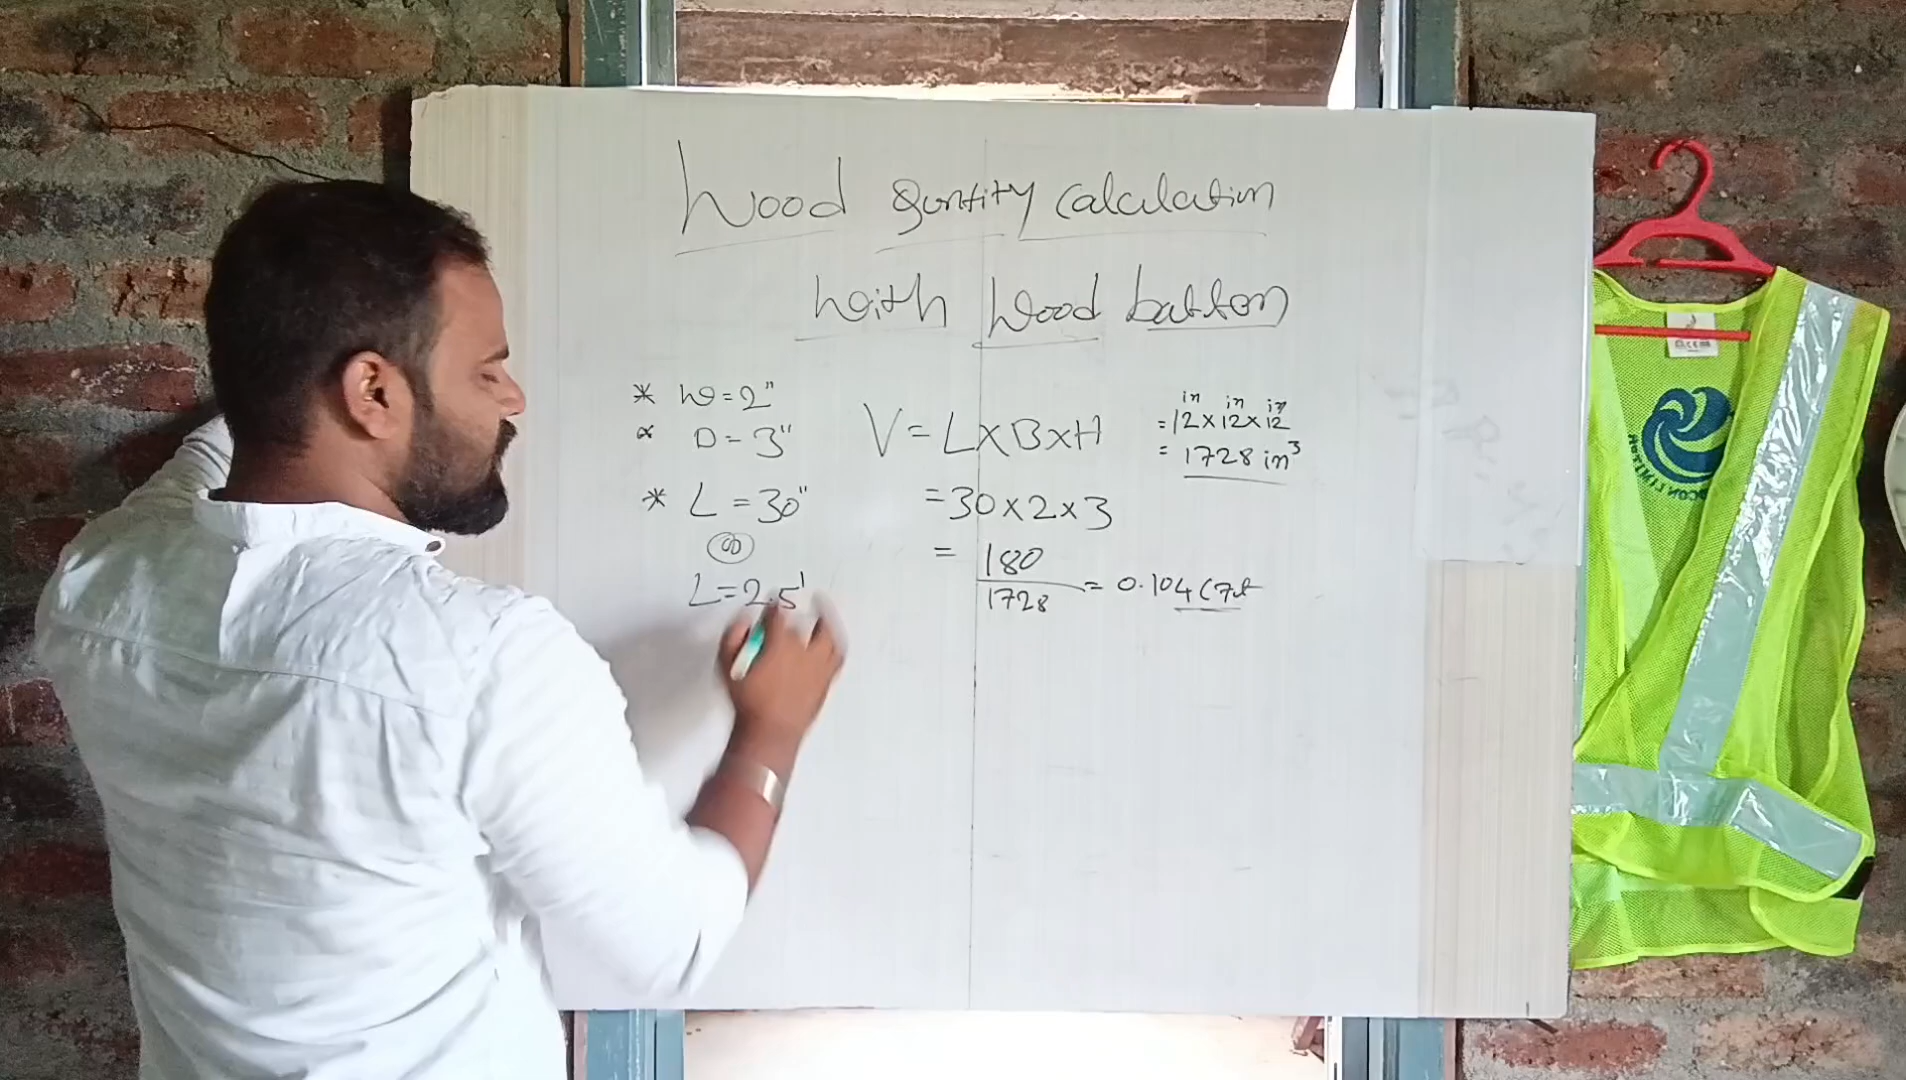 Wood Quntity calculation
with Wood batton
* W = 2"
* D = 3"
* L = 30"
L = 2.5'
V = L X B X H
= 30 x 2 x 3
= 180
1728 = 0.104 Cft
in in in
= 12 x 12 x 12
= 1728 in³